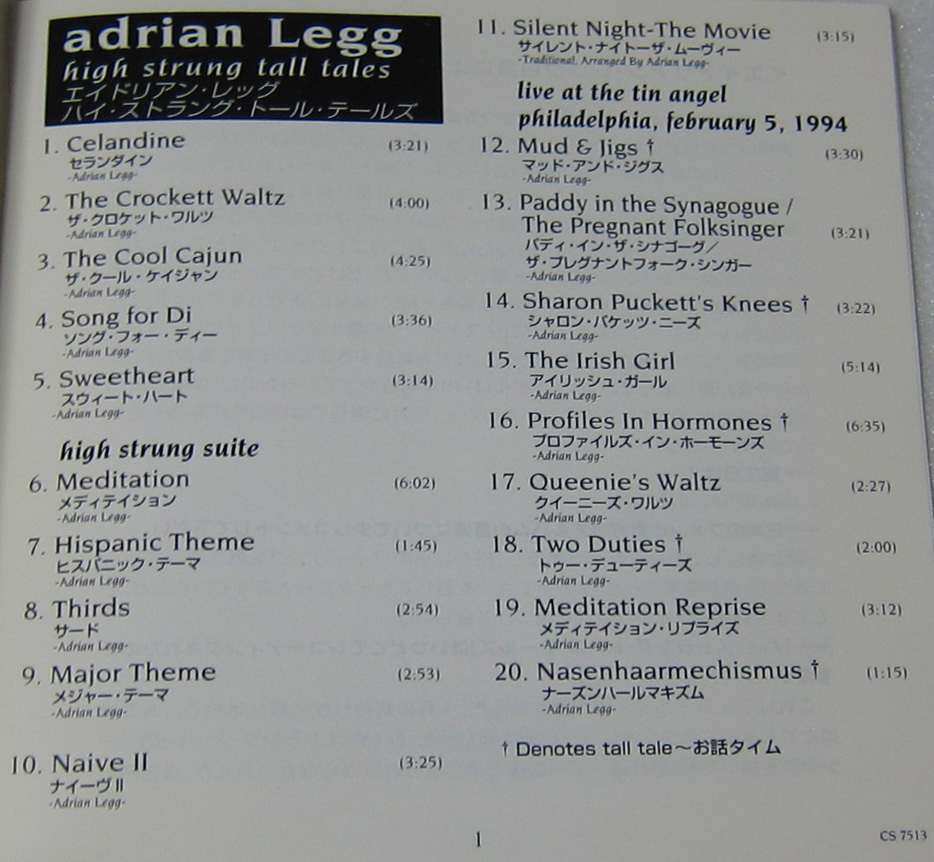 adrian Legg
high strung tall tales
エイドリアン・レッグ
ハイ・ストラング・トール・テールズ
1. Celandine (3:21)
セランダイン
-Adrian Legg-
2. The Crockett Waltz (4:00)
ザ・クロケット・ワルツ
-Adrian Legg-
3. The Cool Cajun (4:25)
ザ・クール・ケイジャン
-Adrian Legg-
4. Song for Di (3:36)
ソング・フォー・ディー
-Adrian Legg-
5. Sweetheart (3:14)
スウィート・ハート
-Adrian Legg-
high strung suite
6. Meditation (6:02)
メディテイション
-Adrian Legg-
7. Hispanic Theme (1:45)
ヒスパニック・テーマ
-Adrian Legg-
8. Thirds (2:54)
サード
-Adrian Legg-
9. Major Theme (2:53)
メジャー・テーマ
-Adrian Legg-
10. Naive II (3:25)
ナイーヴII
-Adrian Legg-
11. Silent Night-The Movie (3:15)
サイレント・ナイトーザ・ムーヴィー
-Traditional, Arranged By Adrian Legg-
live at the tin angel
philadelphia, february 5, 1994
12. Mud & Jigs † (3:30)
マッド・アンド・ジグス
-Adrian Legg-
13. Paddy in the Synagogue /
The Pregnant Folksinger (3:21)
パディ・イン・ザ・シナゴーグ／
ザ・プレグナントフォーク・シンガー
-Adrian Legg-
14. Sharon Puckett's Knees † (3:22)
シャロン・パケッツ・ニーズ
-Adrian Legg-
15. The Irish Girl (5:14)
アイリッシュ・ガール
-Adrian Legg-
16. Profiles In Hormones † (6:35)
プロファイルズ・イン・ホーモーンズ
-Adrian Legg-
17. Queenie's Waltz (2:27)
クイーニーズ・ワルツ
-Adrian Legg-
18. Two Duties † (2:00)
トゥー・デューティーズ
-Adrian Legg-
19. Meditation Reprise (3:12)
メディテイション・リプライズ
-Adrian Legg-
20. Nasenhaarmechismus † (1:15)
ナーズンハールマキズム
-Adrian Legg-
† Denotes tall tale～お話タイム
1
CS 7513